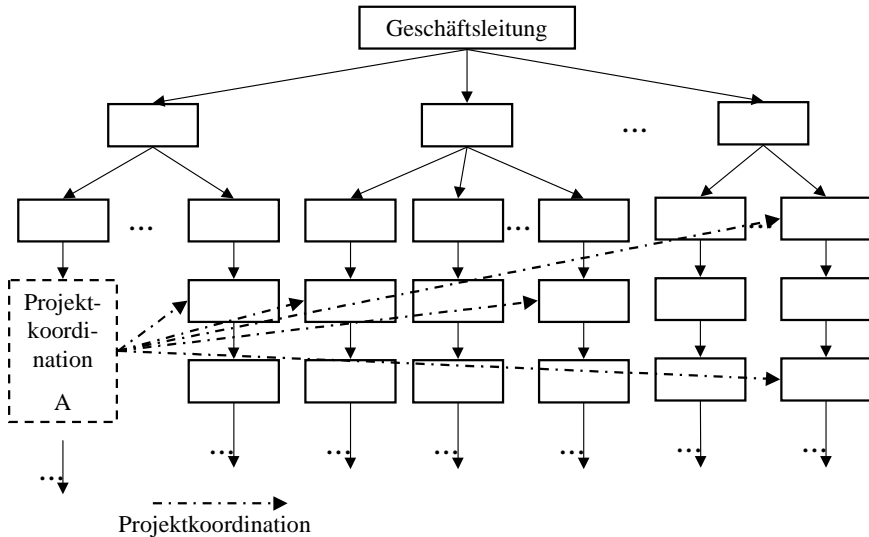 Geschäftsleitung
...
... ... ...
Projekt-
koordi-
nation
A
... ... ... ... ... ...
...
Projektkoordination